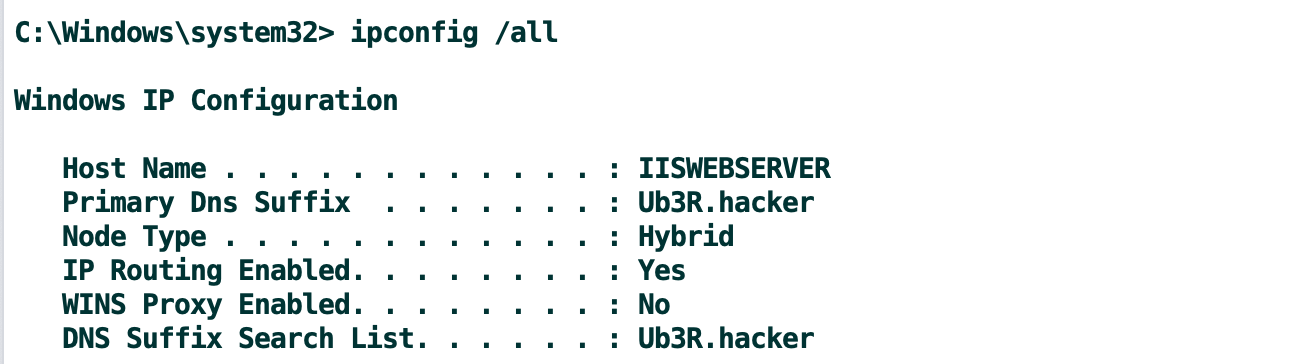 C:\Windows\system32> ipconfig /all
Windows IP Configuration
Host Name . . . . . . . . . . . . : IISWEBSERVER
Primary Dns Suffix  . . . . . . . : Ub3R.hacker
Node Type . . . . . . . . . . . . : Hybrid
IP Routing Enabled. . . . . . . . : Yes
WINS Proxy Enabled. . . . . . . . : No
DNS Suffix Search List. . . . . . : Ub3R.hacker